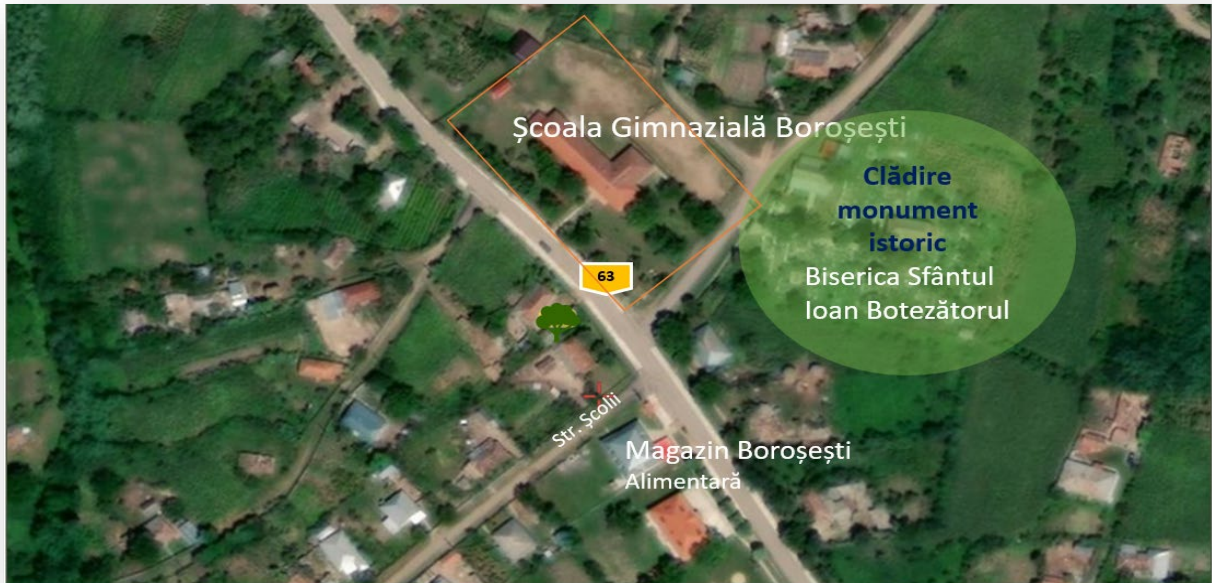 Școala Gimnazială Boroșești
Clădire
monument
istoric
Biserica Sfântul
Ioan Botezătorul
63
Str. Școlii
Magazin Boroșești
Alimentară